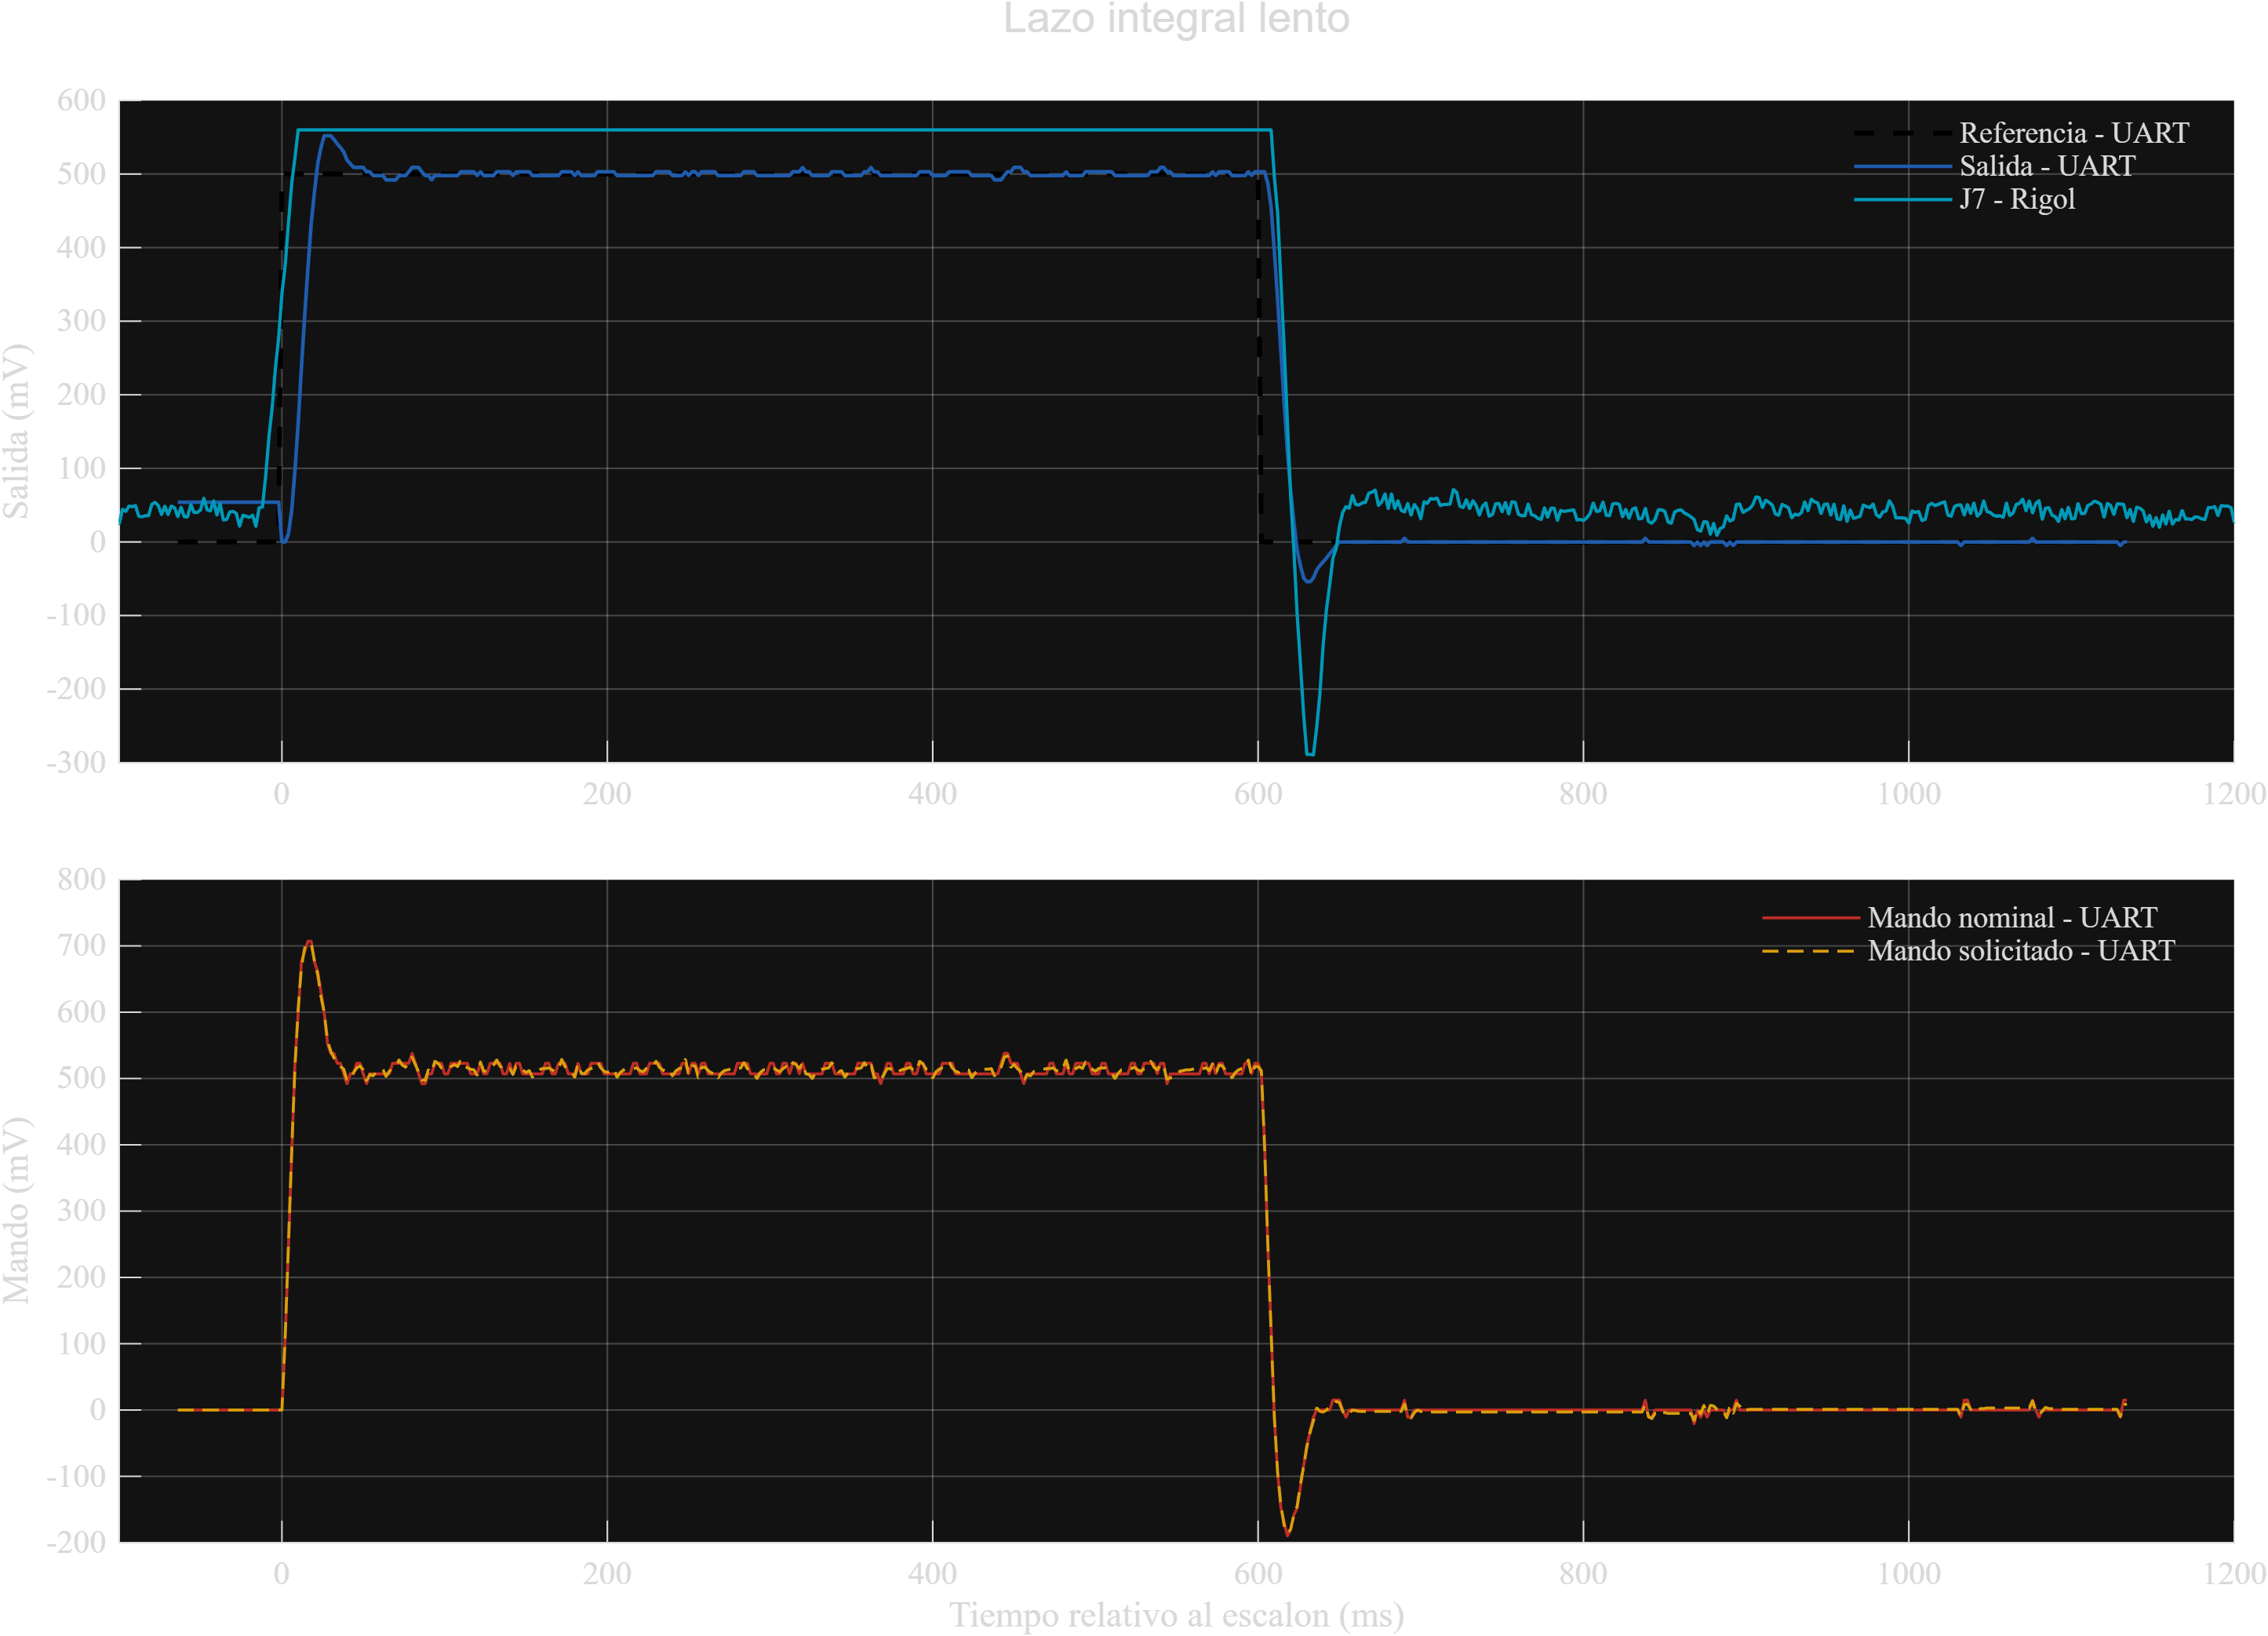 Lazo integral lento
600
500
400
300
200
100
0
-100
-200
-300
Salida (mV)
Referencia - UART
Salida - UART
J7 - Rigol
0 200 400 600 800 1000 1200
800
700
600
500
400
300
200
100
0
-100
-200
Mando (mV)
Mando nominal - UART
Mando solicitado - UART
0 200 400 600 800 1000 1200
Tiempo relativo al escalon (ms)